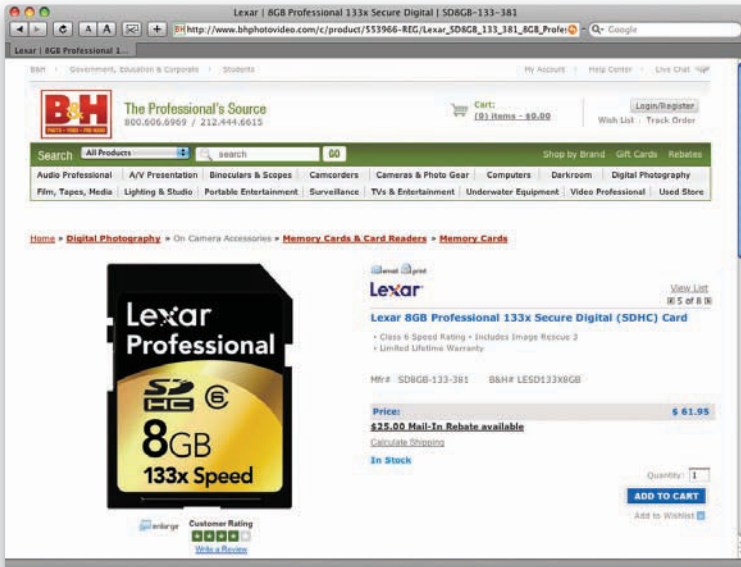 Lexar | 8GB Professional 133x Secure Digital | SD8GB-133-381
A A
http://www.bhphotovideo.com/c/product/553966-REG/Lexar_SD8GB_133_381_8GB_Profes
Google
Lexar | 8GB Professional 1...
B&H Government, Education & Corporate Students
My Account Help Center Live Chat
B&H
PHOTO - VIDEO - PRO AUDIO
The Professional's Source
800.606.6969 / 212.444.6615
Cart:
(0) items - $0.00
Login/Register
Wish List Track Order
Search All Products search GO Shop by Brand Gift Cards Rebates
Audio Professional A/V Presentation Binoculars & Scopes Camcorders Cameras & Photo Gear Computers Darkroom Digital Photography
Film, Tapes, Media Lighting & Studio Portable Entertainment Surveillance TVs & Entertainment Underwater Equipment Video Professional Used Store
Home » Digital Photography » On Camera Accessories » Memory Cards & Card Readers » Memory Cards
Lexar
Professional
SD
HC
6
8GB
133x Speed
enlarge
Customer Rating
Write a Review
email print
Lexar
View List
5 of 8
Lexar 8GB Professional 133x Secure Digital (SDHC) Card
• Class 6 Speed Rating • Includes Image Rescue 3
• Limited Lifetime Warranty
Mfr# SD8GB-133-381 B&H# LESD133X8GB
Price: $ 61.95
$25.00 Mail-In Rebate available
Calculate Shipping
In Stock
Quantity: 1
ADD TO CART
Add to Wishlist